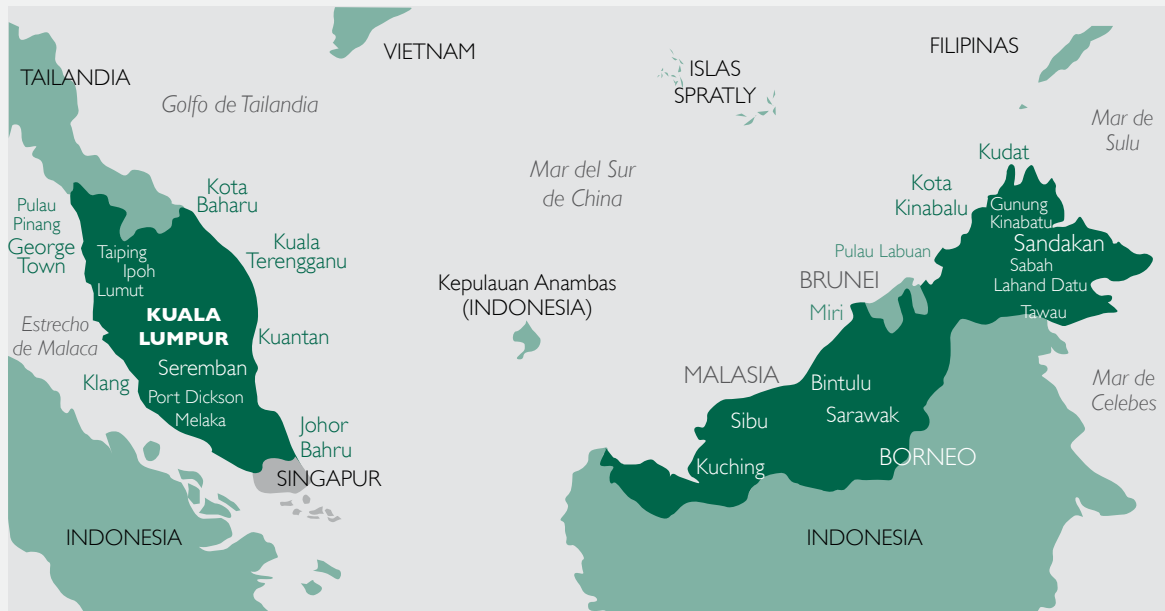 TAILANDIA
VIETNAM
Golfo de Tailandia
ISLAS
SPRATLY
FILIPINAS
Mar de
Sulu
Mar del Sur
de China
Pulau
Pinang
George
Town
Kota
Baharu
Kuala
Terengganu
Taiping
Ipoh
Lumut
KUALA
LUMPUR
Estrecho
de Malaca
Kuantan
Klang
Seremban
Port Dickson
Melaka
Johor
Bahru
SINGAPUR
INDONESIA
Kepulauan Anambas
(INDONESIA)
Kudat
Kota
Kinabalu
Gunung
Kinabatu
Sandakan
Sabah
Lahand Datu
Tawau
Pulau Labuan
BRUNEI
Miri
MALASIA
Bintulu
Sibu
Sarawak
Kuching
BORNEO
Mar de
Celebes
INDONESIA